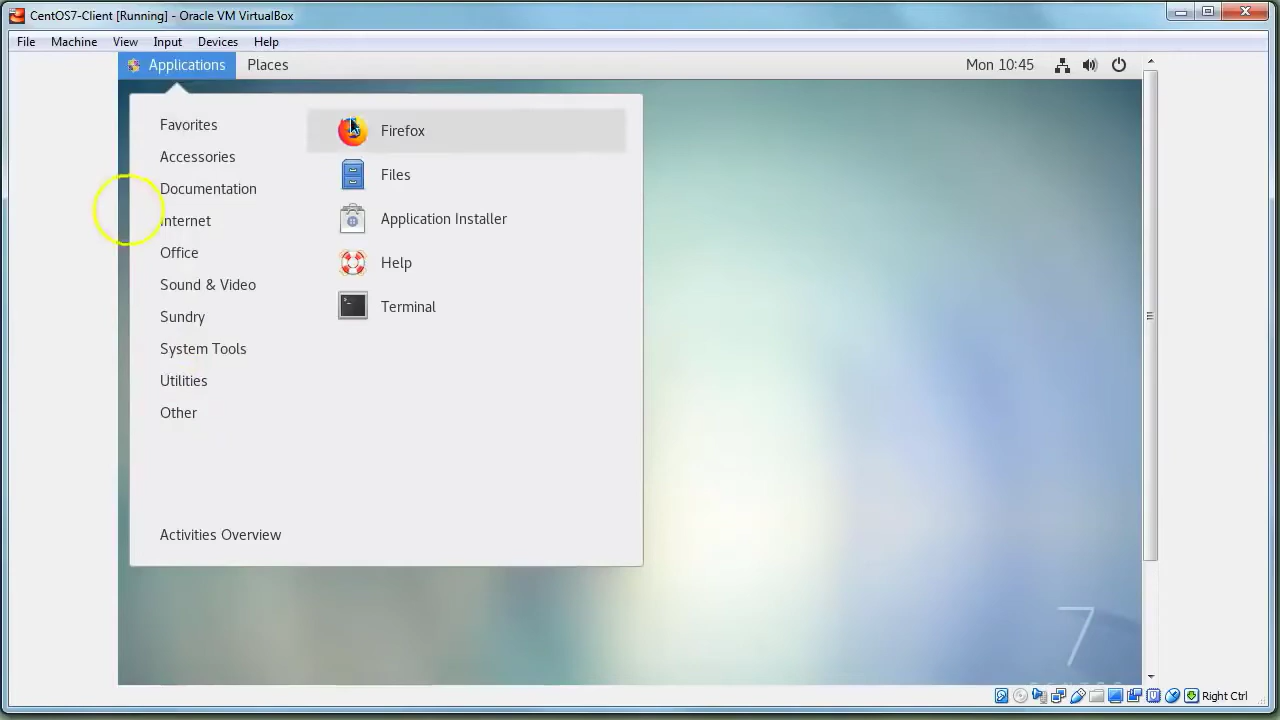 CentOS7-Client [Running] - Oracle VM VirtualBox
File Machine View Input Devices Help
Applications Places Mon 10:45
Favorites
Accessories
Documentation
Internet
Office
Sound & Video
Sundry
System Tools
Utilities
Other
Activities Overview
Firefox
Files
Application Installer
Help
Terminal
7
Right Ctrl